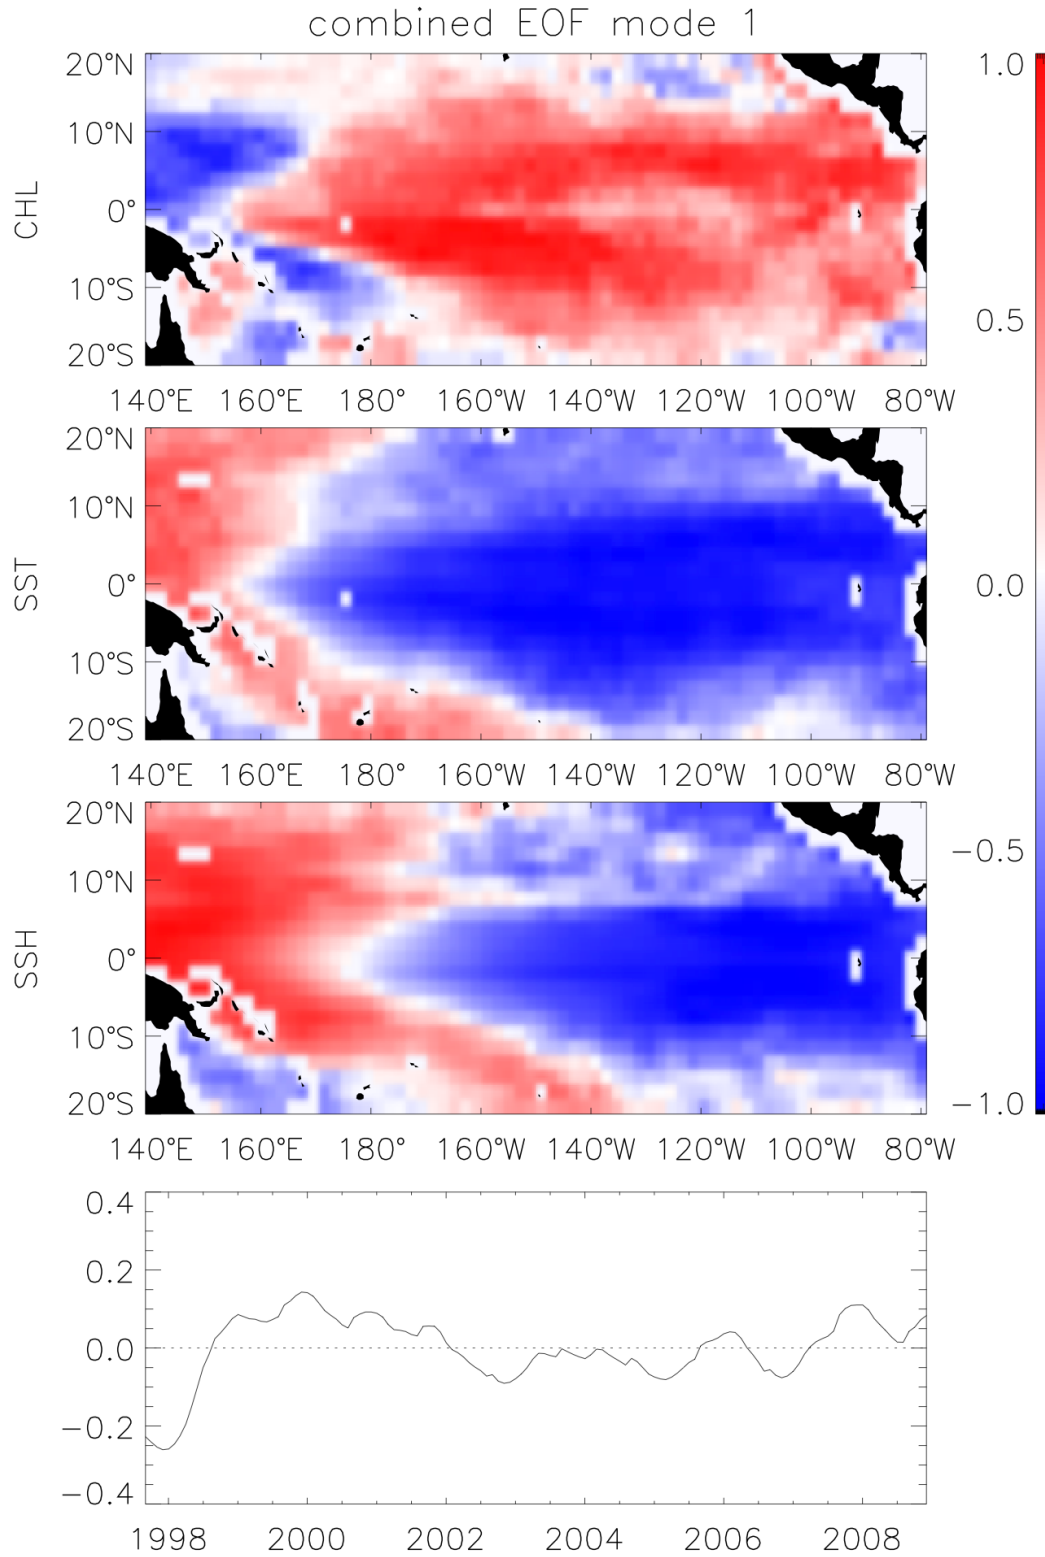 combined EOF mode 1
CHL
20°N
10°N
0°
10°S
20°S
140°E 160°E 180° 160°W 140°W 120°W 100°W 80°W
SST
20°N
10°N
0°
10°S
20°S
140°E 160°E 180° 160°W 140°W 120°W 100°W 80°W
SSH
20°N
10°N
0°
10°S
20°S
140°E 160°E 180° 160°W 140°W 120°W 100°W 80°W
1.0
0.5
0.0
−0.5
−1.0
0.4
0.2
0.0
−0.2
−0.4
1998 2000 2002 2004 2006 2008